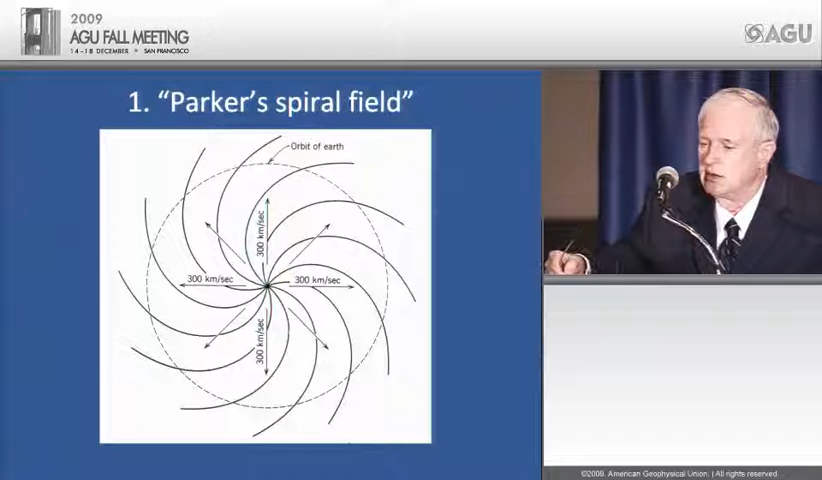 2009
AGU FALL MEETING
14 - 18 DECEMBER • SAN FRANCISCO
AGU
1. “Parker’s spiral field”
Orbit of earth
300 km/sec
300 km/sec
300 km/sec
300 km/sec
©2009. American Geophysical Union. | All rights reserved.